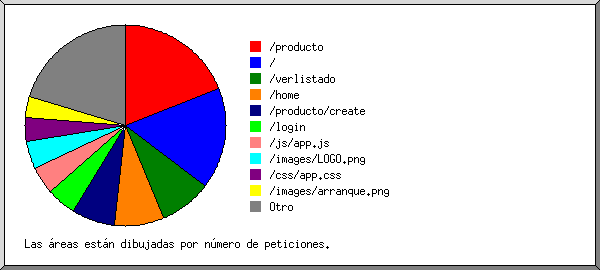 /producto
/
/verlistado
/home
/producto/create
/login
/js/app.js
/images/LOGO.png
/css/app.css
/images/arranque.png
Otro
Las áreas están dibujadas por número de peticiones.